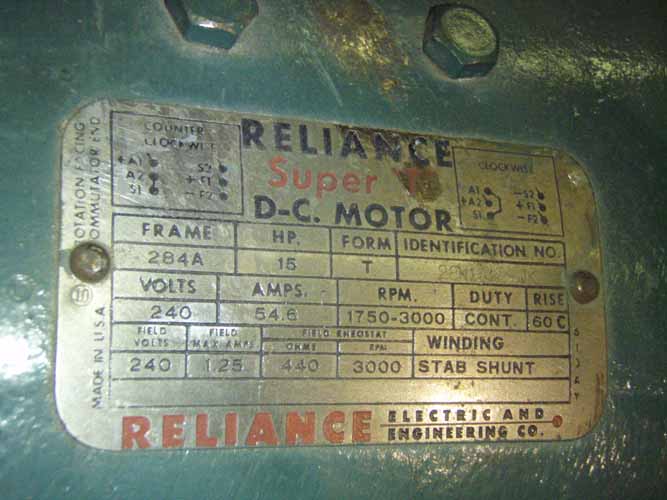 RELIANCE
Super T
D-C. MOTOR
COUNTER
CLOCKWISE
+A1 S2
A2 +F1
S1 -F2
CLOCKWISE
A1 -S2
+A2 +F1
S1 -F2
ROTATION FACING
COMMUTATOR END
MADE IN U.S.A.
FRAME HP. FORM IDENTIFICATION NO.
284A 15 T
VOLTS AMPS. RPM. DUTY RISE
240 54.6 1750-3000 CONT. 60 C
FIELD VOLTS FIELD MAX AMPS FIELD RHEOSTAT OHMS RPM WINDING
240 1.25 440 3000 STAB SHUNT
RELIANCE ELECTRIC AND
ENGINEERING CO.